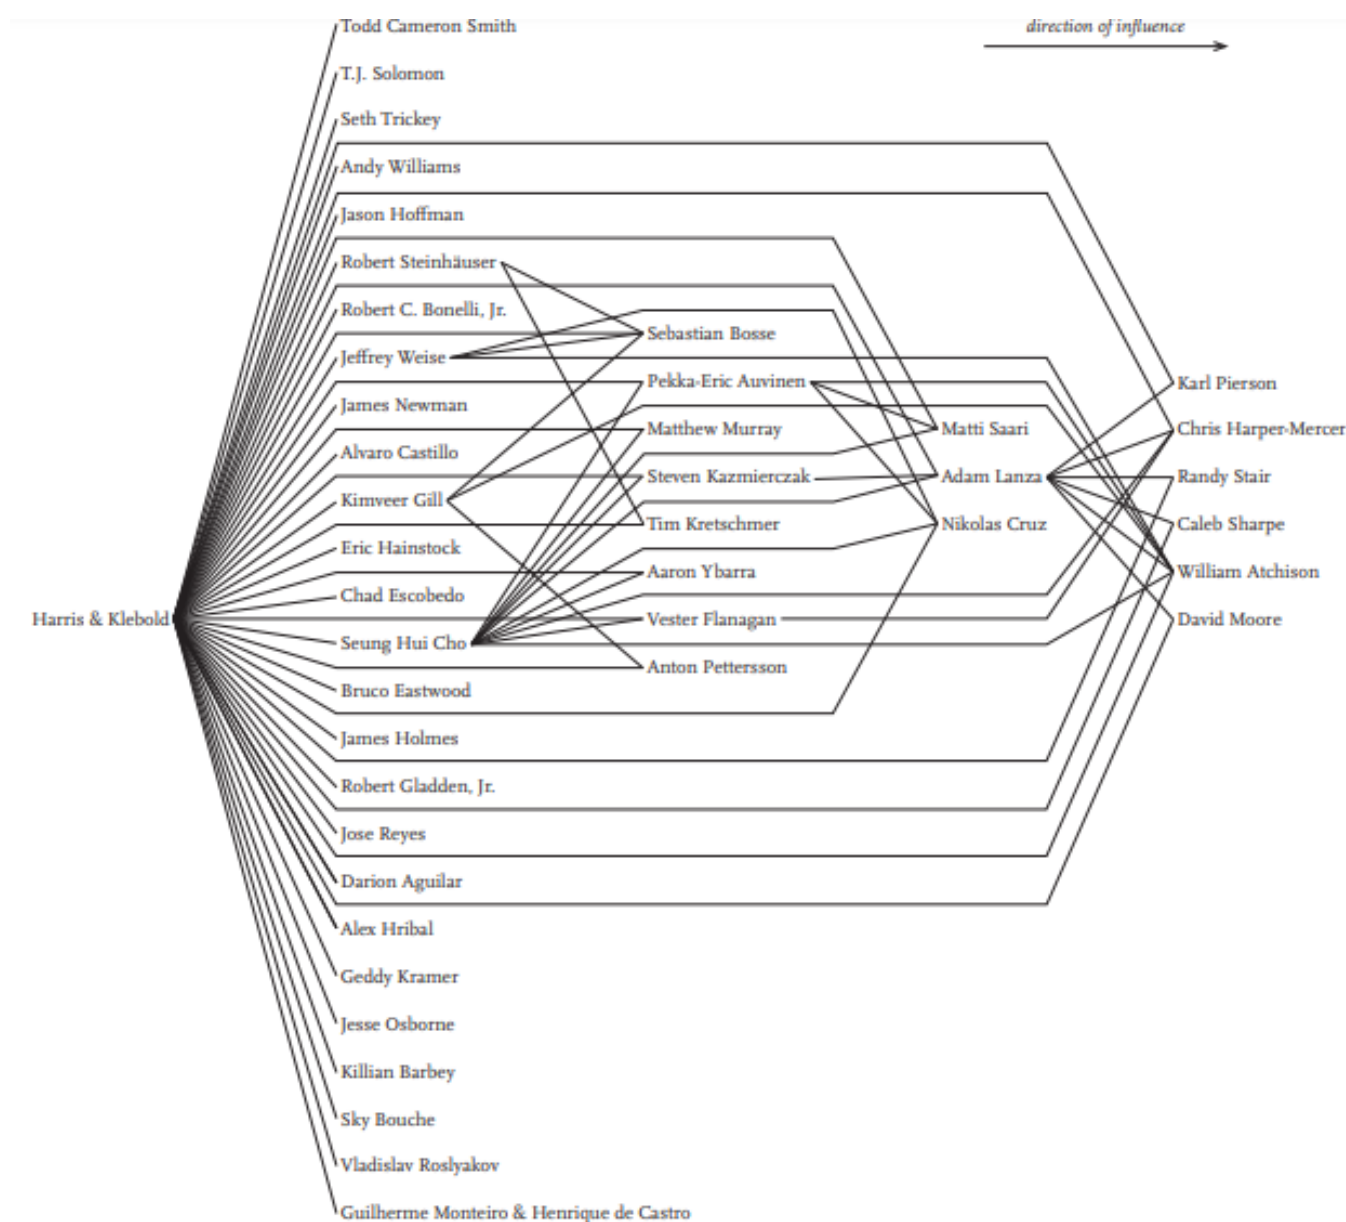 Todd Cameron Smith
direction of influence
T.J. Solomon
Seth Trickey
Andy Williams
Jason Hoffman
Robert Steinhäuser
Robert C. Bonelli, Jr.
Sebastian Bosse
Jeffrey Weise
Pekka-Eric Auvinen
Karl Pierson
James Newman
Matthew Murray
Matti Saari
Chris Harper-Mercer
Alvaro Castillo
Steven Kazmierczak
Adam Lanza
Randy Stair
Kimveer Gill
Tim Kretschmer
Nikolas Cruz
Caleb Sharpe
Eric Hainstock
Aaron Ybarra
William Atchison
Chad Escobedo
Harris & Klebold
Vester Flanagan
David Moore
Seung Hui Cho
Anton Pettersson
Bruco Eastwood
James Holmes
Robert Gladden, Jr.
Jose Reyes
Darion Aguilar
Alex Hribal
Geddy Kramer
Jesse Osborne
Killian Barbey
Sky Bouche
Vladislav Roslyakov
Guilherme Monteiro & Henrique de Castro